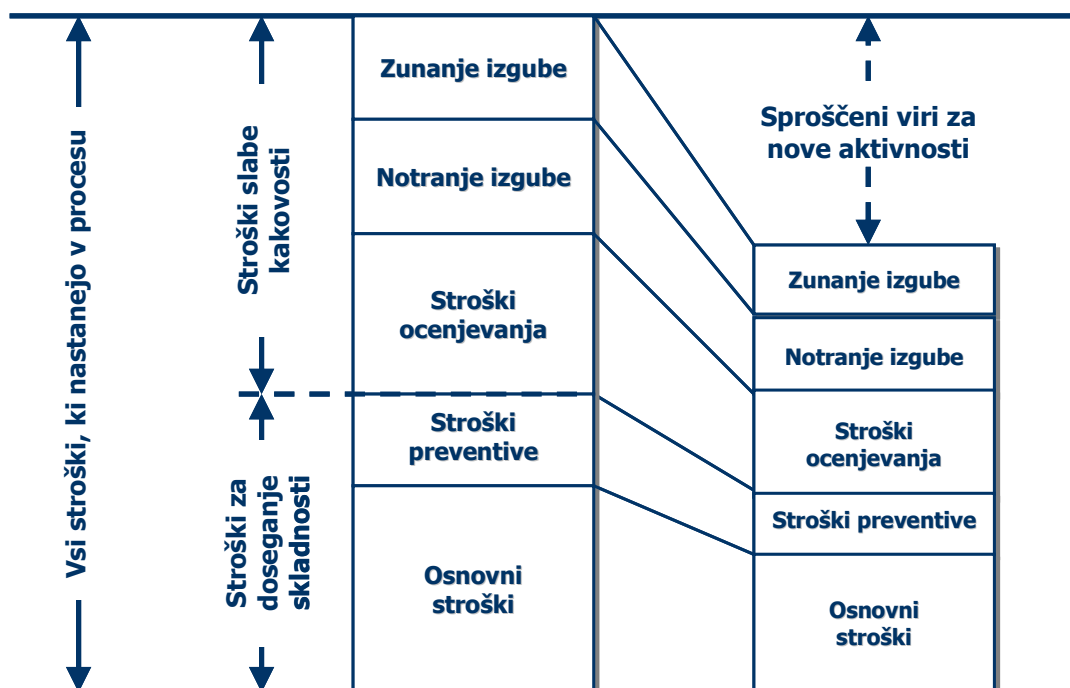 Vsi stroški, ki nastanejo v procesu
Stroški slabe
kakovosti
Stroški za
doseganje
skladnosti
Zunanje izgube
Notranje izgube
Stroški
ocenjevanja
Stroški
preventive
Osnovni
stroški
Sproščeni viri za
nove aktivnosti
Zunanje izgube
Notranje izgube
Stroški
ocenjevanja
Stroški preventive
Osnovni
stroški